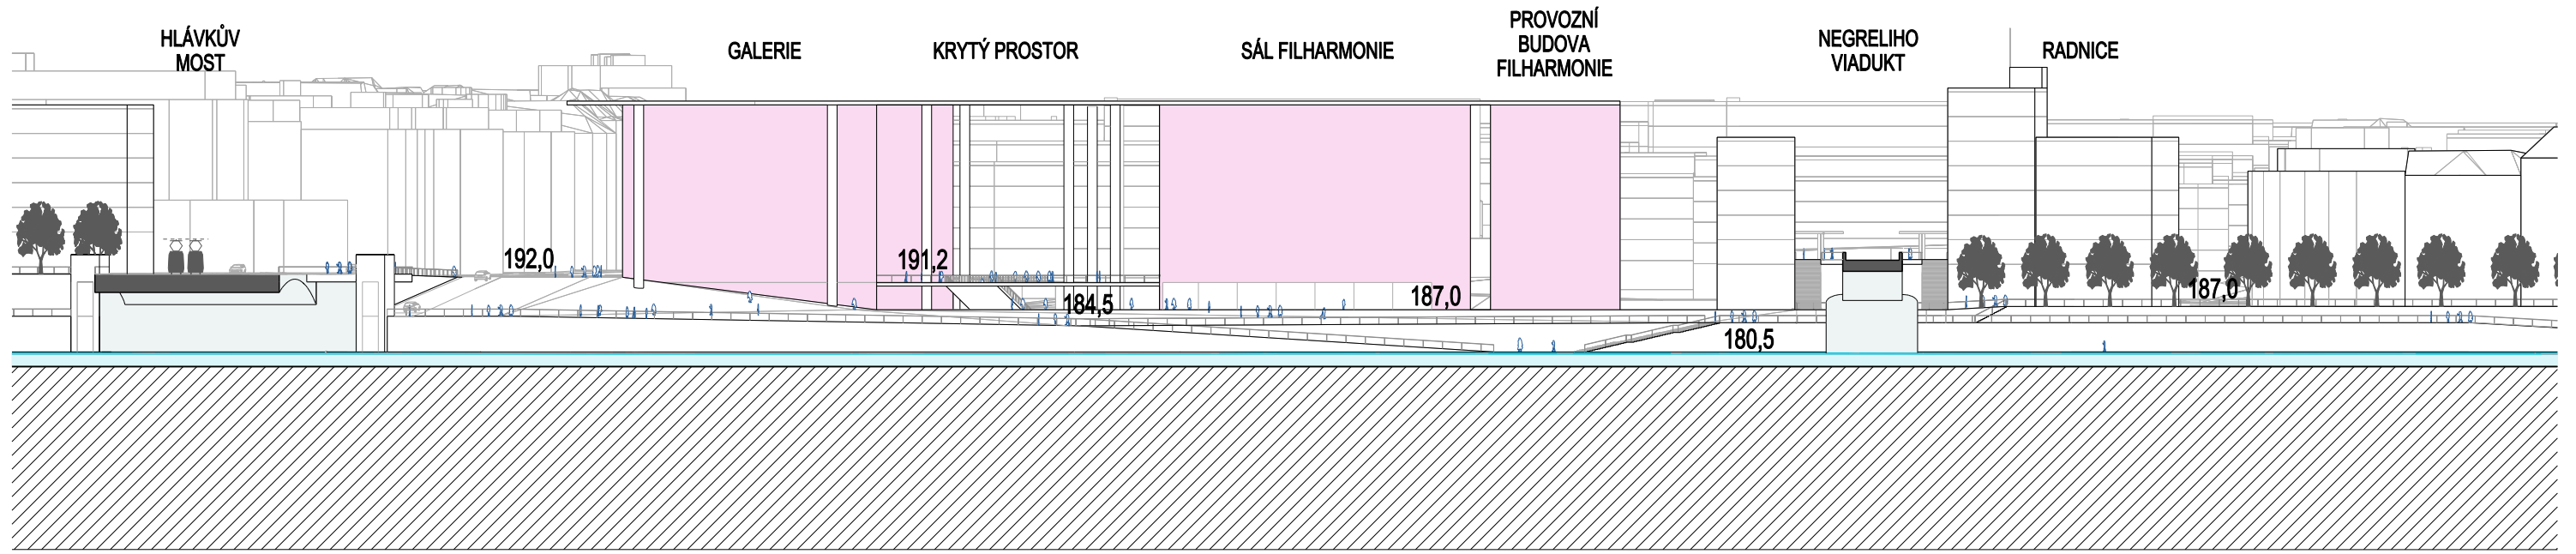 HLÁVKŮV
MOST
GALERIE
KRYTÝ PROSTOR
SÁL FILHARMONIE
PROVOZNÍ
BUDOVA
FILHARMONIE
NEGRELIHO
VIADUKT
RADNICE
192,0
191,2
184,5
187,0
180,5
187,0